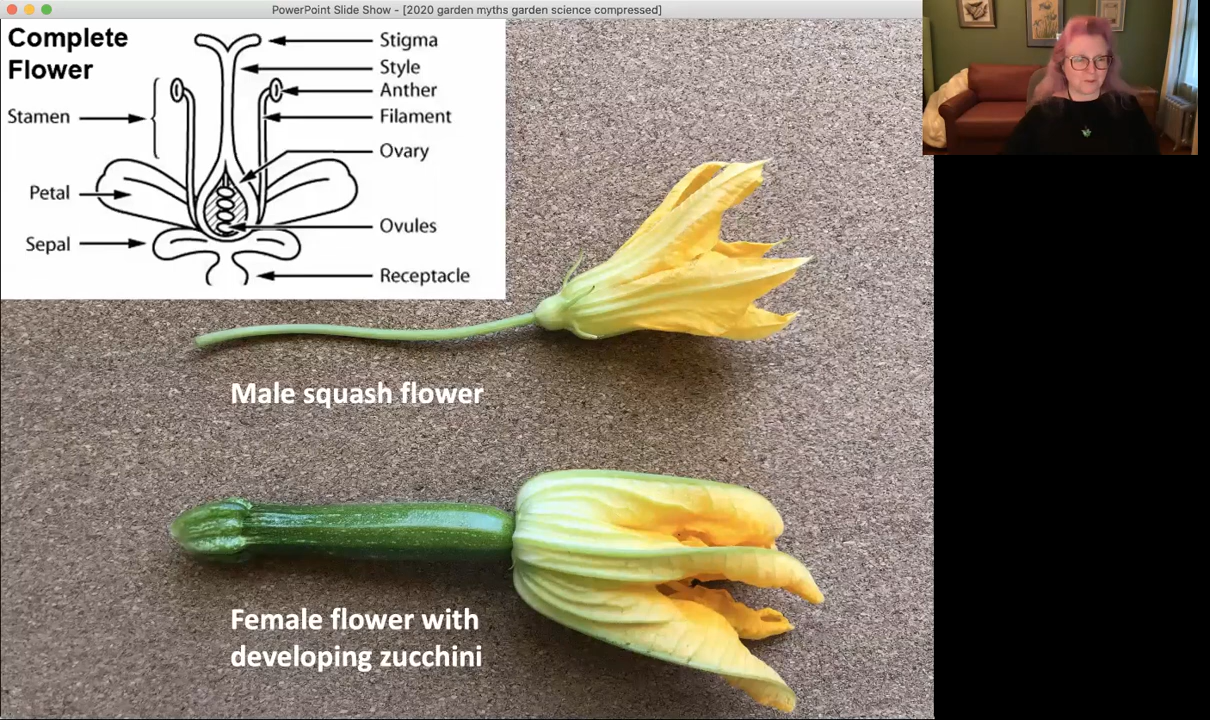 PowerPoint Slide Show - [2020 garden myths garden science compressed]
Complete
Flower
Stigma
Style
Anther
Stamen
Filament
Ovary
Petal
Ovules
Sepal
Receptacle
Male squash flower
Female flower with
developing zucchini